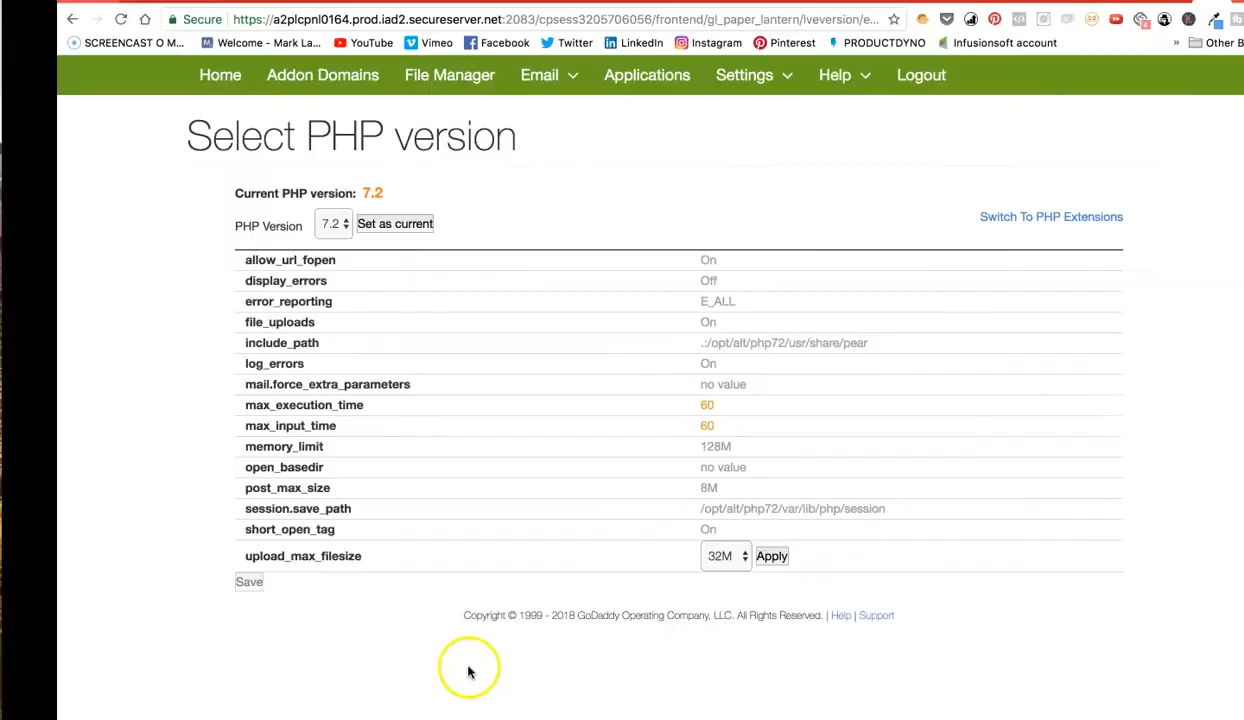 Secure https://a2plcpnl0164.prod.iad2.secureserver.net:2083/cpsess3205706056/frontend/gl_paper_lantern/lveversion/e...
SCREENCAST O M... Welcome - Mark La... YouTube Vimeo Facebook Twitter LinkedIn Instagram Pinterest PRODUCTDYNO Infusionsoft account » Other B
Home Addon Domains File Manager Email Applications Settings Help Logout
Select PHP version
Current PHP version: 7.2
PHP Version 7.2 Set as current
Switch To PHP Extensions
allow_url_fopen On
display_errors Off
error_reporting E_ALL
file_uploads On
include_path .:/opt/alt/php72/usr/share/pear
log_errors On
mail.force_extra_parameters no value
max_execution_time 60
max_input_time 60
memory_limit 128M
open_basedir no value
post_max_size 8M
session.save_path /opt/alt/php72/var/lib/php/session
short_open_tag On
upload_max_filesize 32M Apply
Save
Copyright © 1999 - 2018 GoDaddy Operating Company, LLC. All Rights Reserved. | Help | Support